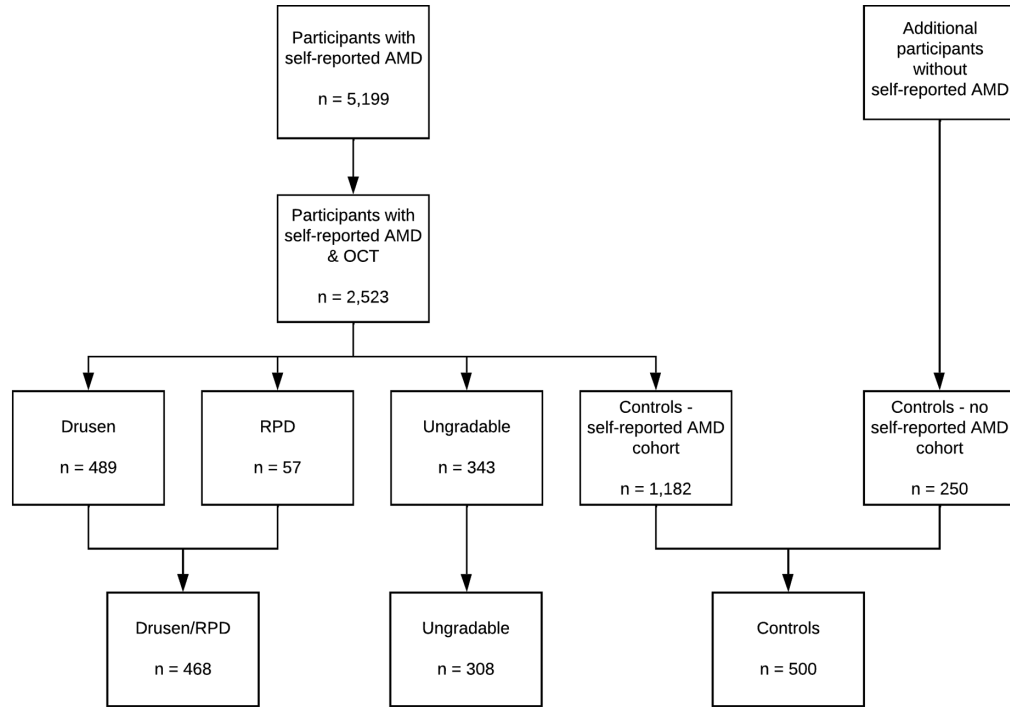 Participants with
self-reported AMD
n = 5,199
Additional
participants
without
self-reported AMD
Participants with
self-reported AMD
& OCT
n = 2,523
Drusen
n = 489
RPD
n = 57
Ungradable
n = 343
Controls -
self-reported AMD
cohort
n = 1,182
Controls - no
self-reported AMD
cohort
n = 250
Drusen/RPD
n = 468
Ungradable
n = 308
Controls
n = 500